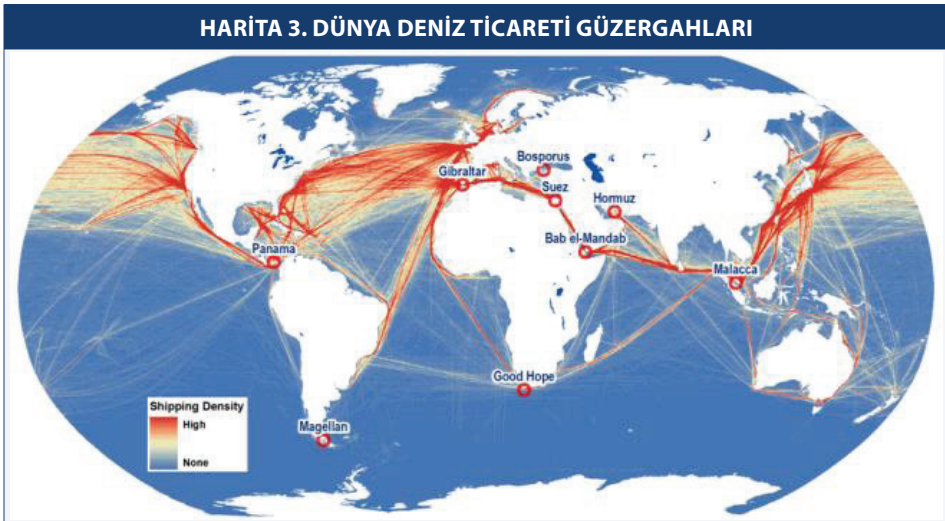 HARİTA 3. DÜNYA DENİZ TİCARETİ GÜZERGAHLARI
Bosporus
Gibraltar
Suez
Hormuz
Bab el-Mandab
Panama
Malacca
Good Hope
Magellan
Shipping Density
High
None